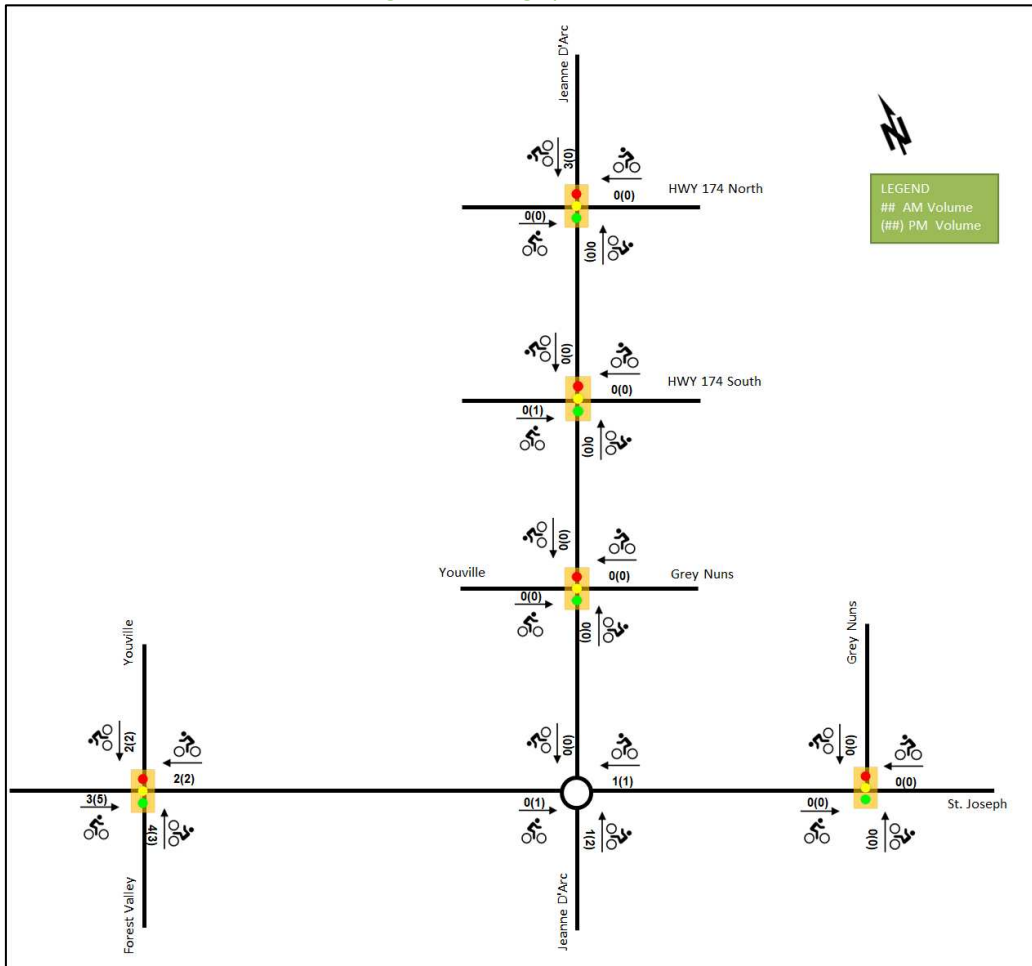 Jeanne D'Arc
3(0)
0(0)
HWY 174 North
0(0)
0(0)
LEGEND
## AM Volume
(##) PM Volume
0(0)
0(0)
HWY 174 South
0(1)
0(0)
0(0)
Youville
0(0)
Grey Nuns
0(0)
0(0)
Youville
Grey Nuns
2(2)
2(2)
3(5)
4(3)
Forest Valley
0(0)
1(1)
0(1)
1(2)
Jeanne D'Arc
0(0)
0(0)
0(0)
0(0)
St. Joseph
N